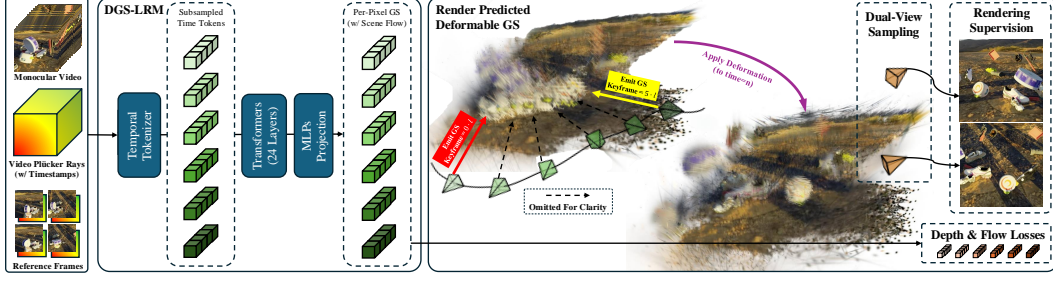 Monocular Video
Video Plücker Rays
(w/ Timestamps)
Reference Frames
DGS-LRM
Temporal
Tokenizer
Subsampled
Time Tokens
Transformers
(24 Layers)
MLPs
Projection
Per-Pixel GS
(w/ Scene Flow)
Render Predicted
Deformable GS
Emit GS
Keyframe = 0 · l
Emit GS
Keyframe = 5 · l
Omitted For Clarity
Apply Deformation
(to time=n)
Dual-View
Sampling
Rendering
Supervision
Depth & Flow Losses